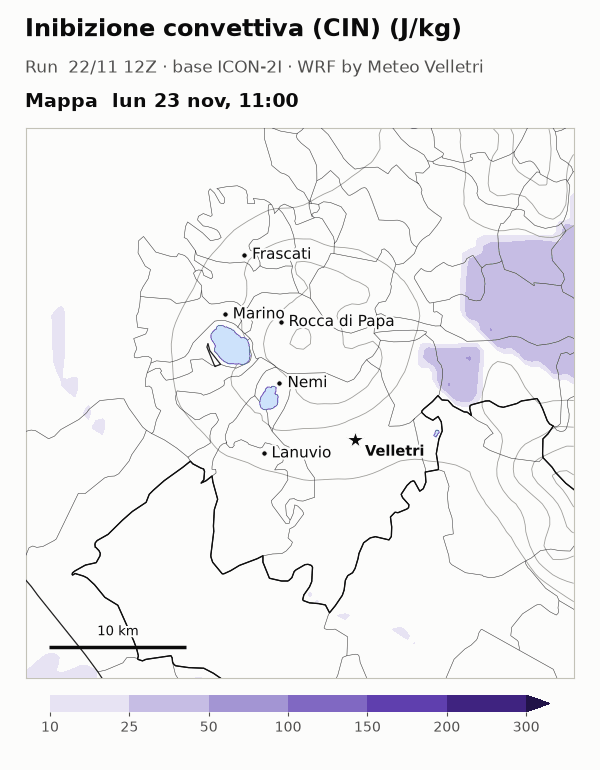 Inibizione convettiva (CIN) (J/kg)
Run 22/11 12Z · base ICON-2I · WRF by Meteo Velletri
Mappa lun 23 nov, 11:00
Frascati
Marino
Rocca di Papa
Nemi
Velletri
Lanuvio
10 km
10 25 50 100 150 200 300